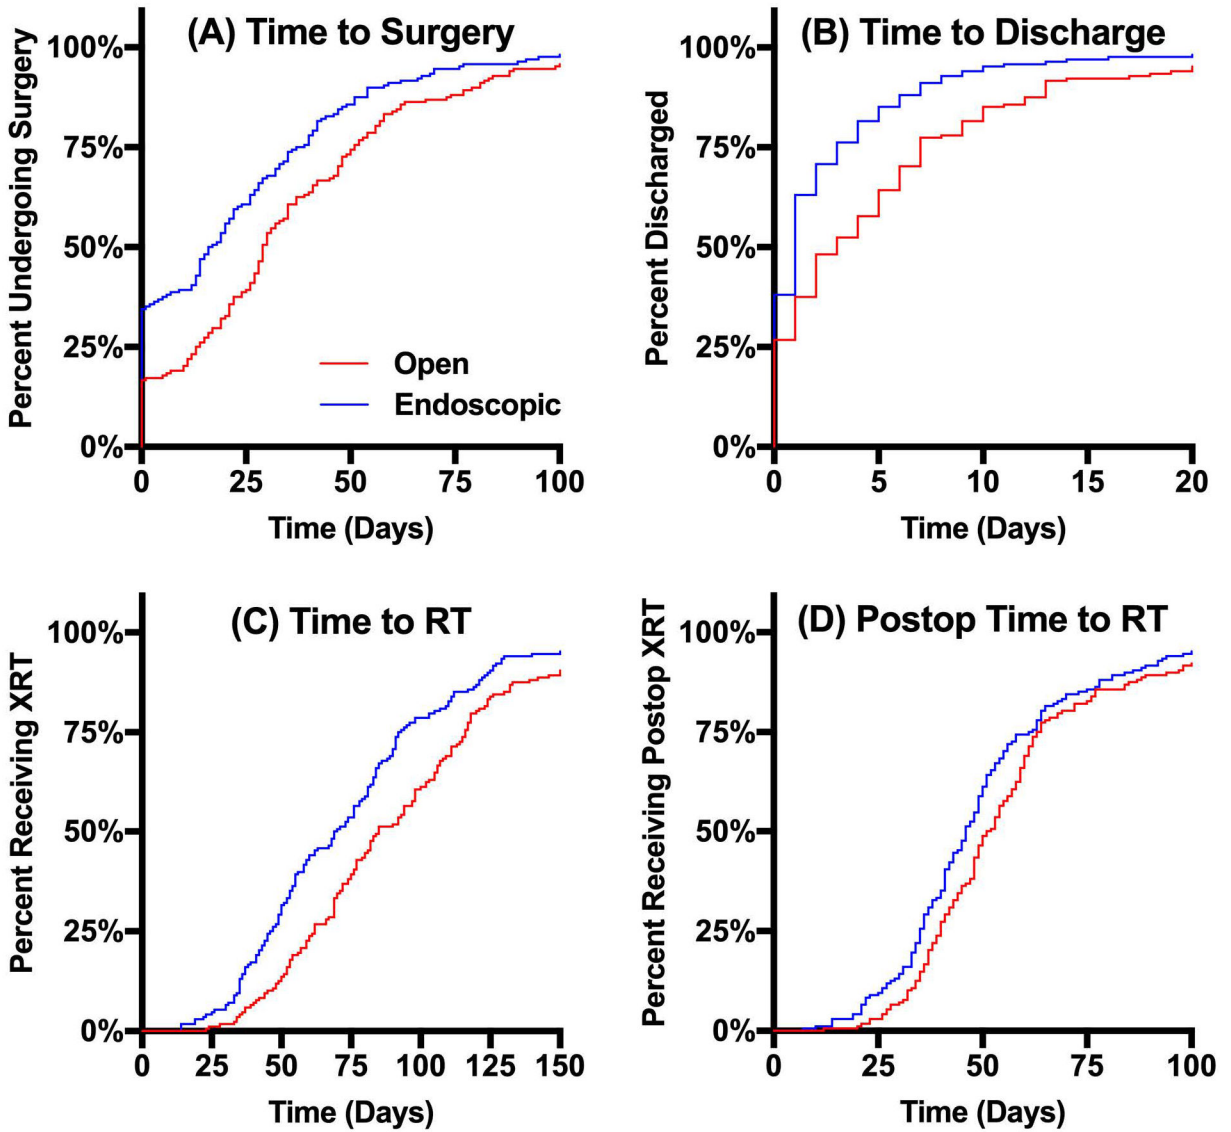 (A) Time to Surgery
Percent Undergoing Surgery
100%
75%
50%
25%
0%
Open
Endoscopic
0 25 50 75 100
Time (Days)
(B) Time to Discharge
Percent Discharged
100%
75%
50%
25%
0%
0 5 10 15 20
Time (Days)
(C) Time to RT
Percent Receiving XRT
100%
75%
50%
25%
0%
0 25 50 75 100 125 150
Time (Days)
(D) Postop Time to RT
Percent Receiving Postop XRT
100%
75%
50%
25%
0%
0 25 50 75 100
Time (Days)